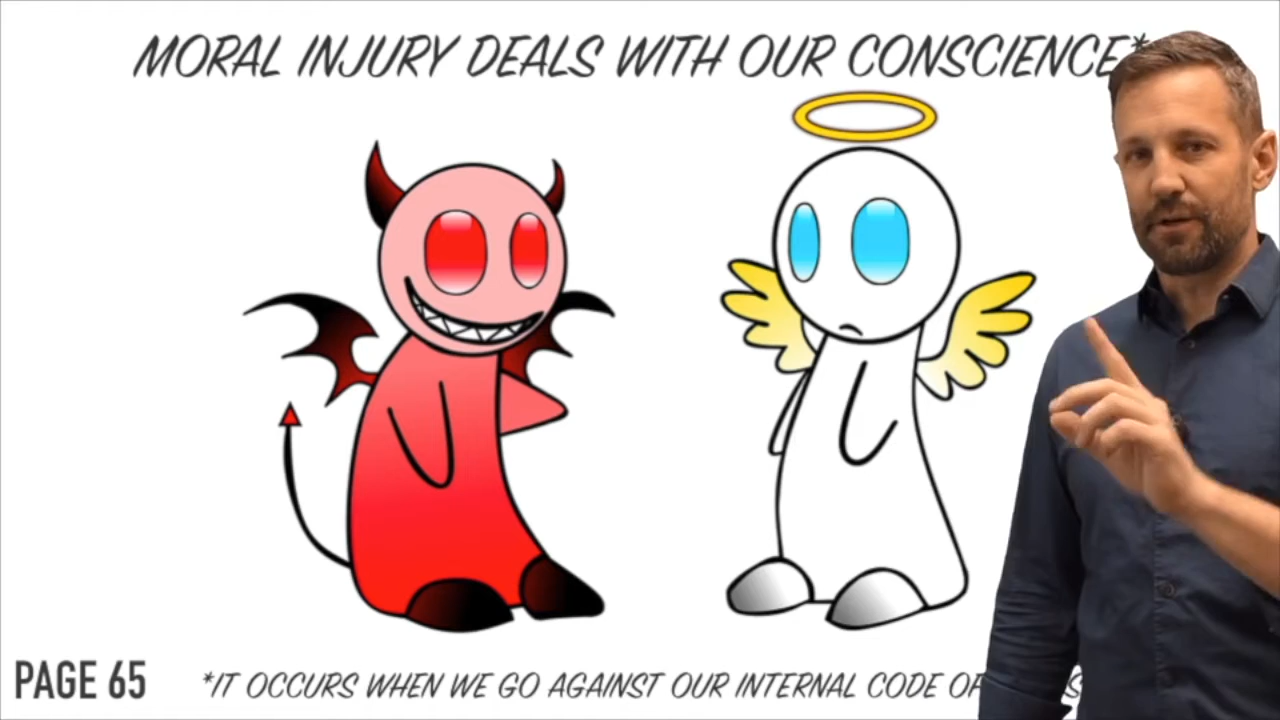 MORAL INJURY DEALS WITH OUR CONSCIENCE*
PAGE 65
*IT OCCURS WHEN WE GO AGAINST OUR INTERNAL CODE OF